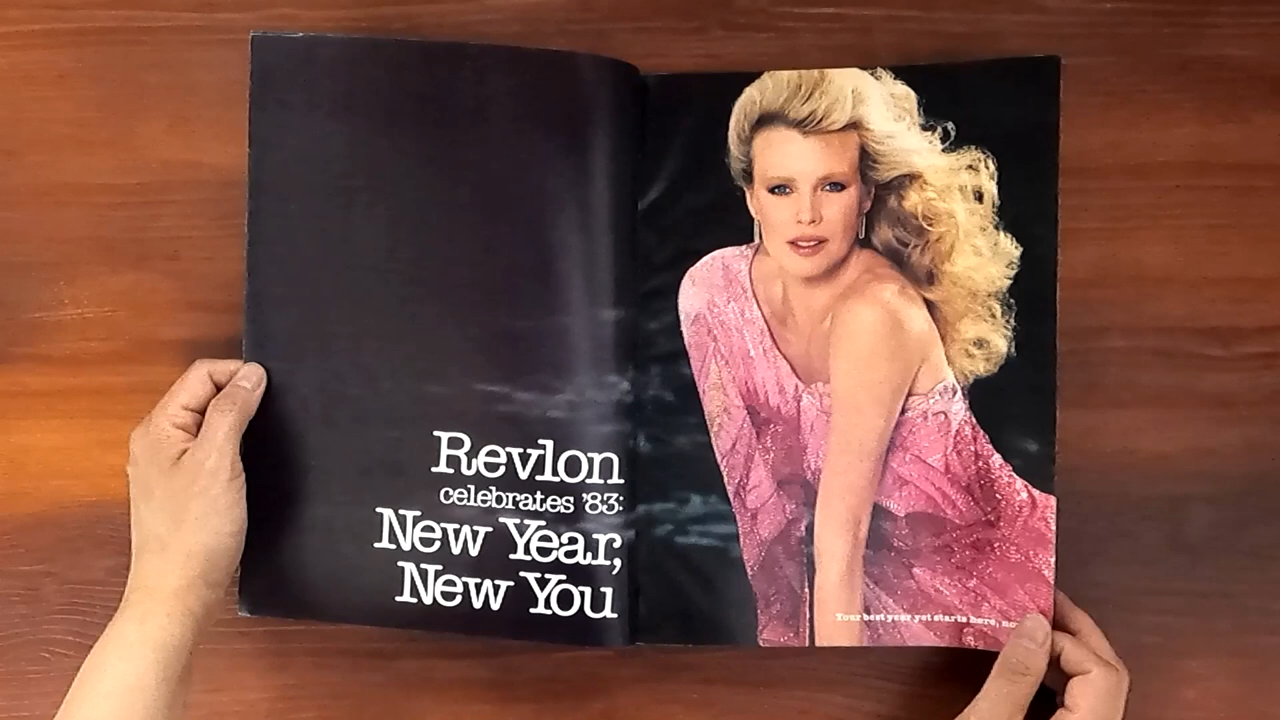 Revlon
celebrates '83:
New Year,
New You
Your best year yet starts here,